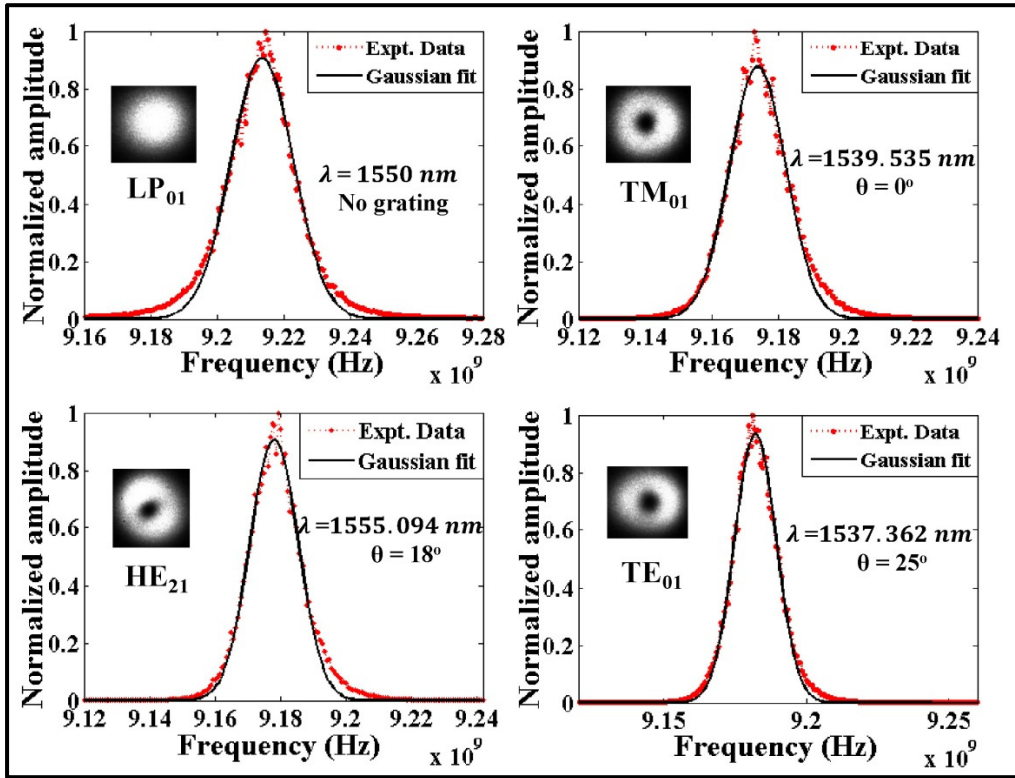 Normalized amplitude
1
0.8
0.6
0.4
0.2
0
Expt. Data
Gaussian fit
LP01
λ = 1550 nm
No grating
9.16 9.18 9.2 9.22 9.24 9.26 9.28
Frequency (Hz)
x 10^9
Normalized amplitude
1
0.8
0.6
0.4
0.2
0
Expt. Data
Gaussian fit
TM01
λ=1539.535 nm
θ = 0º
9.12 9.14 9.16 9.18 9.2 9.22 9.24
Frequency (Hz)
x 10^9
Normalized amplitude
1
0.8
0.6
0.4
0.2
0
Expt. Data
Gaussian fit
HE21
λ=1555.094 nm
θ = 18º
9.12 9.14 9.16 9.18 9.2 9.22 9.24
Frequency (Hz)
x 10^9
Normalized amplitude
1
0.8
0.6
0.4
0.2
0
Expt. Data
Gaussian fit
TE01
λ=1537.362 nm
θ = 25º
9.15 9.2 9.25
Frequency (Hz)
x 10^9